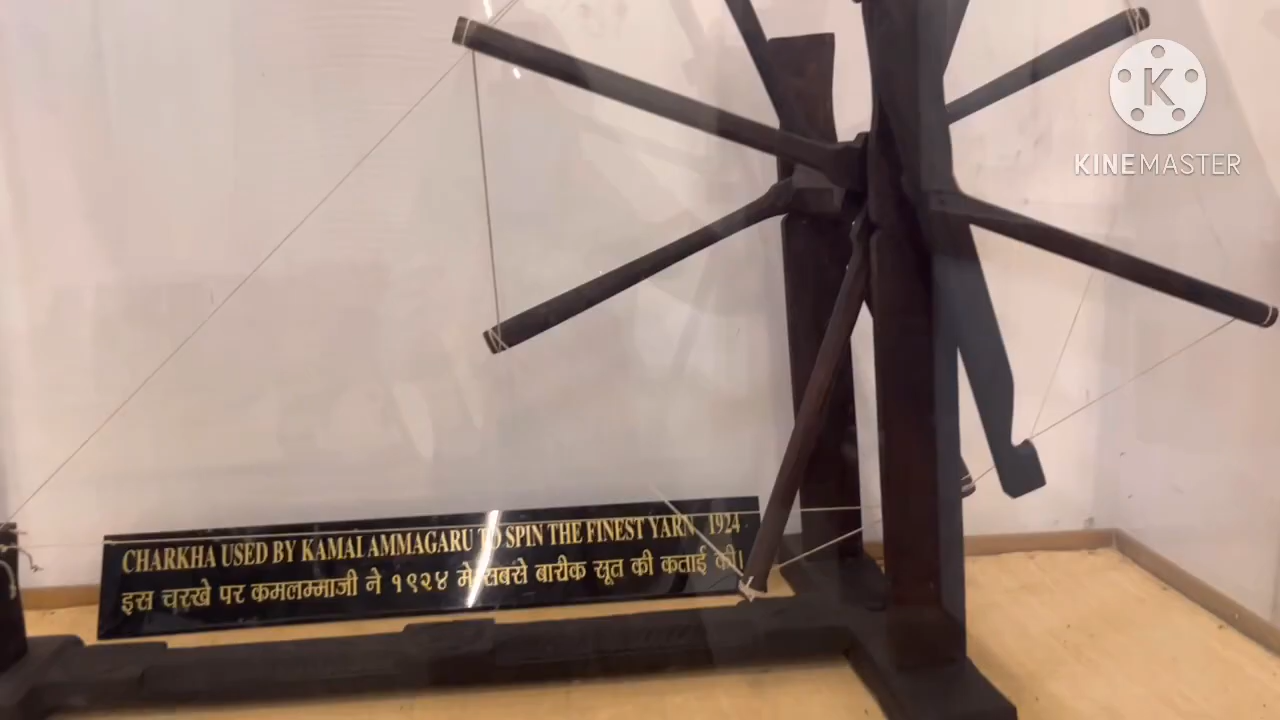 K
KINEMASTER
CHARKHA USED BY KAMALAMMAGARU TO SPIN THE FINEST YARN 1924
इस चरखे पर कमलम्माजी ने १९२४ मे सबसे बारीक सूत की कताई की।